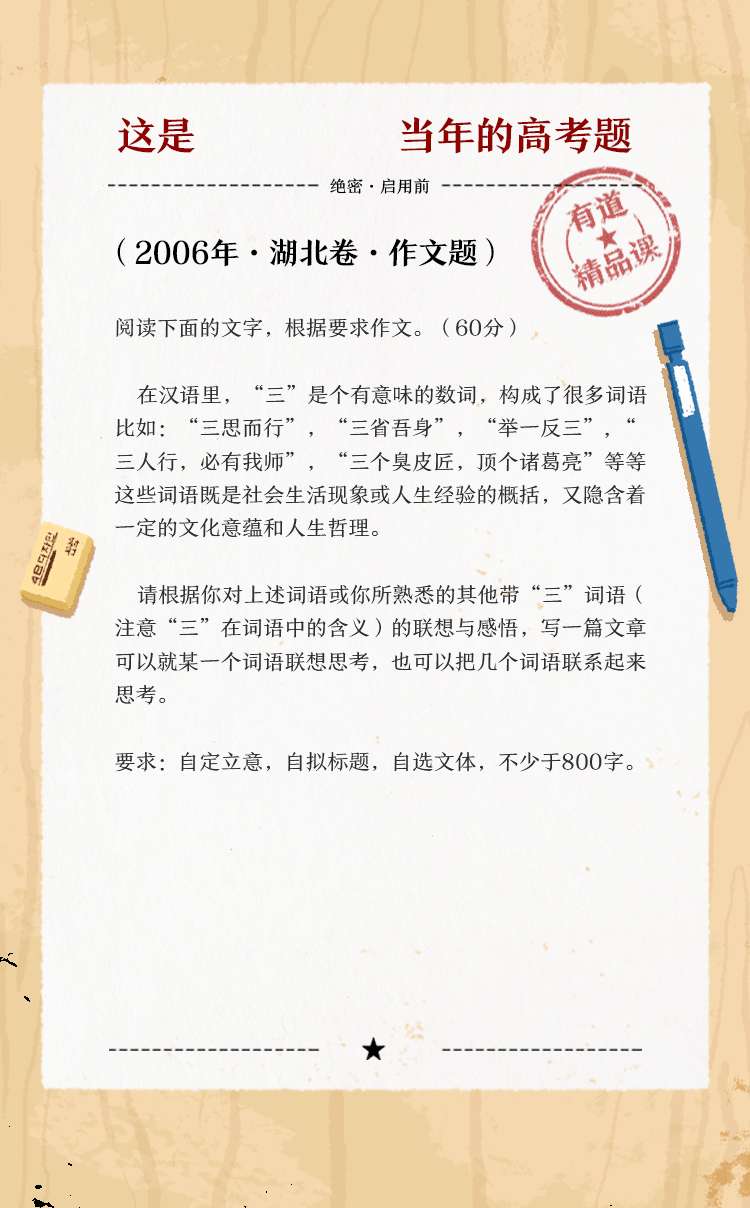 这是 当年的高考题
绝密·启用前
有道
精品课
（2006年·湖北卷·作文题）
阅读下面的文字，根据要求作文。（60分）
在汉语里，“三”是个有意味的数词，构成了很多词语
比如：“三思而行”，“三省吾身”，“举一反三”，“
三人行，必有我师”，“三个臭皮匠，顶个诸葛亮”等等
这些词语既是社会生活现象或人生经验的概括，又隐含着
一定的文化意蕴和人生哲理。
请根据你对上述词语或你所熟悉的其他带“三”词语（
注意“三”在词语中的含义）的联想与感悟，写一篇文章
可以就某一个词语联想思考，也可以把几个词语联系起来
思考。
要求：自定立意，自拟标题，自选文体，不少于800字。